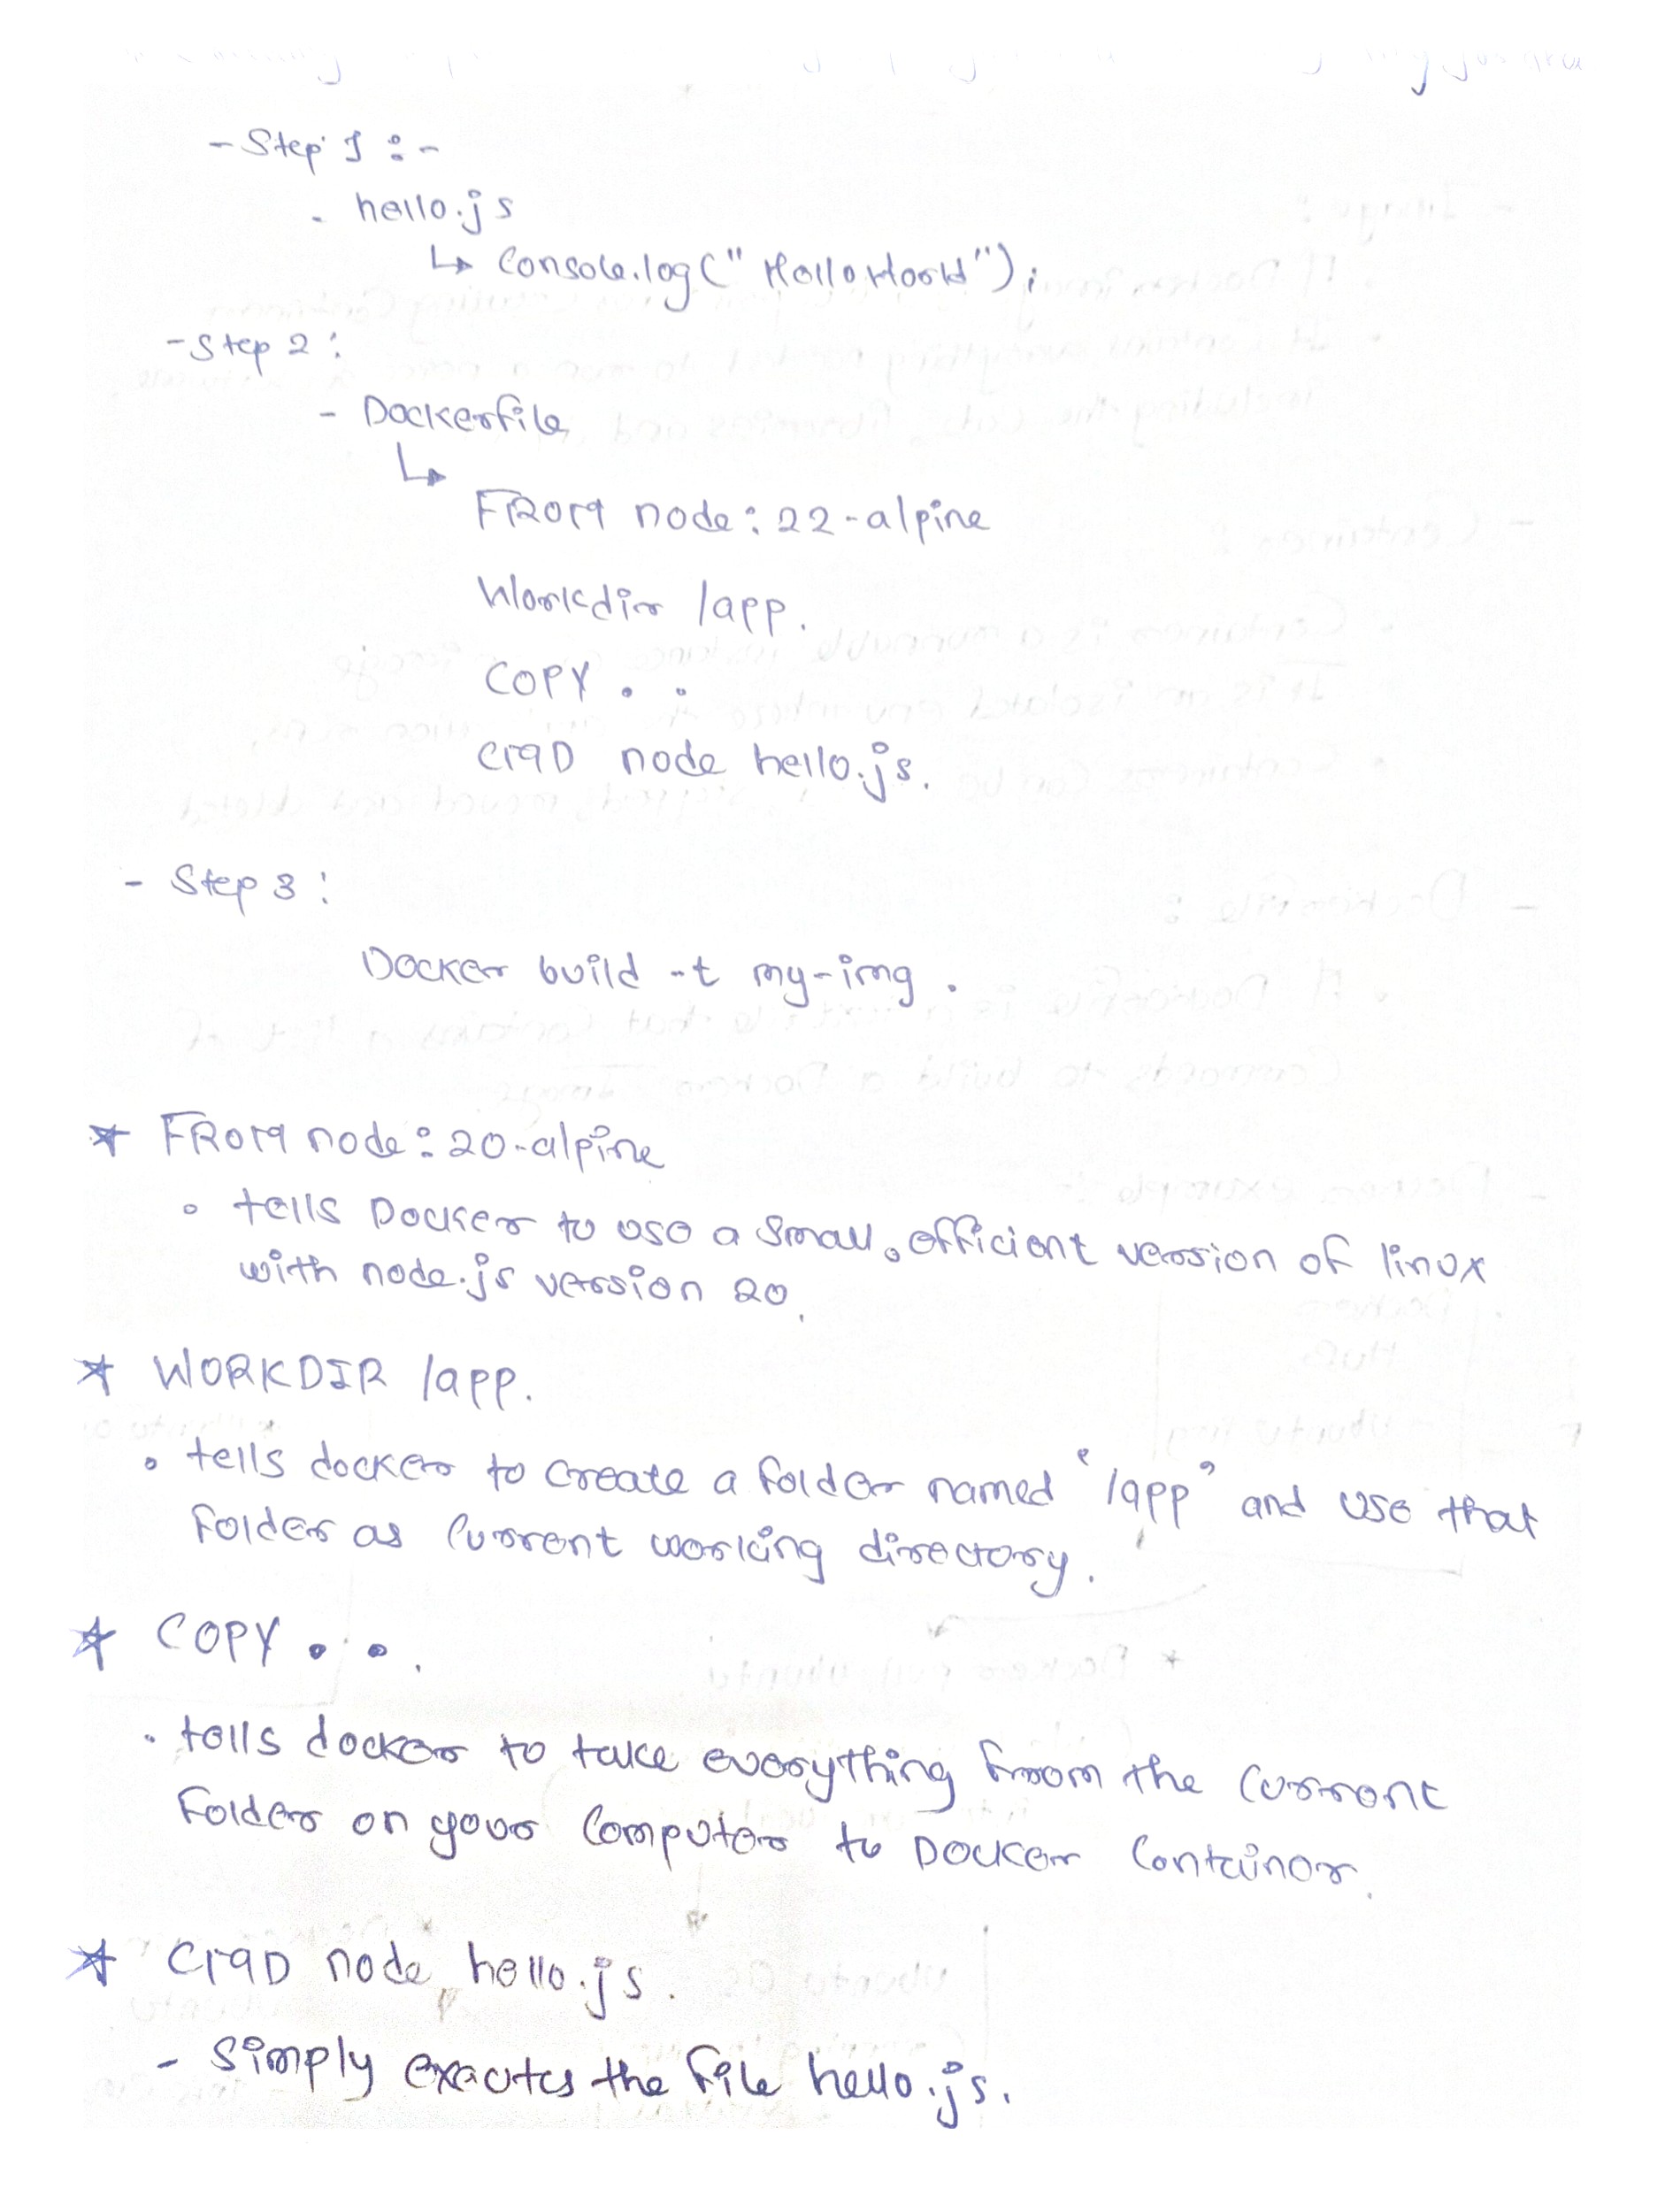 - Step 1 :-
. hello.js
↳ Console.log(" Hello World");
- Step 2 :
- Dockerfile
↳
FROM node: 22-alpine
Workdir /app.
COPY . .
CMD node hello.js.
- Step 3 :
Docker build -t my-img .
* FROM node: 20-alpine
• tells Docker to use a small, efficient version of linux
with node.js version 20.
* WORKDIR /app.
• tells docker to create a folder named "/app" and use that
folder as current working directory.
* COPY . . .
• tells docker to take everything from the current
folder on your computer to Docker container.
* CMD node hello.js.
- simply executes the file hello.js.